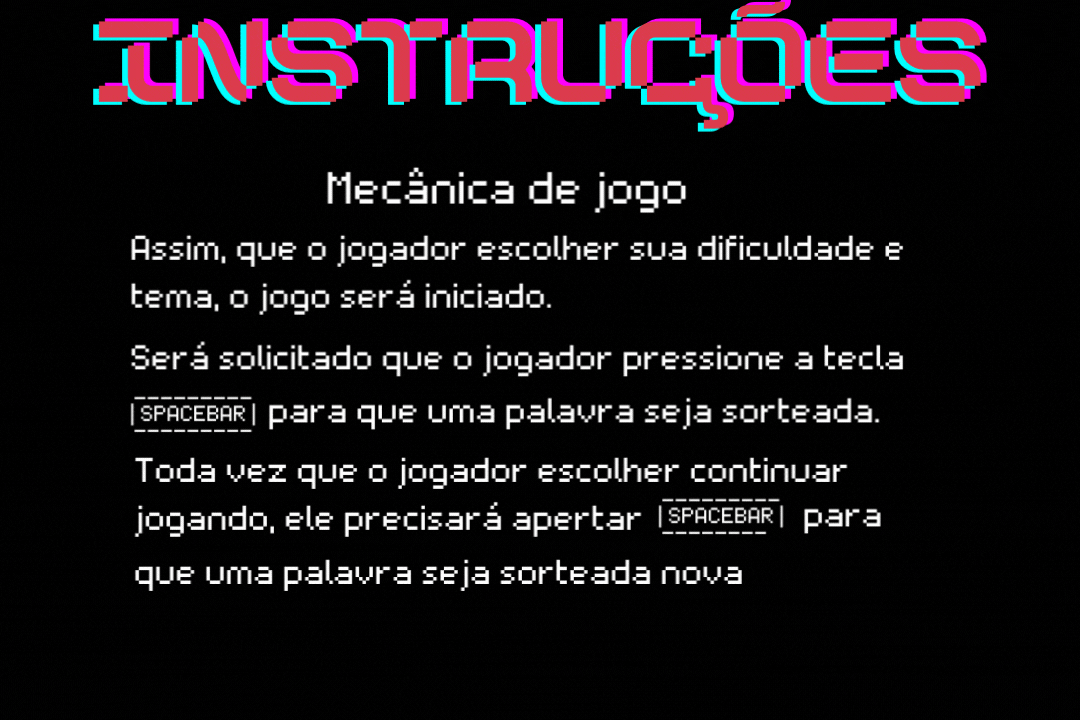 INSTRUÇÕES
Mecânica de jogo
Assim, que o jogador escolher sua dificuldade e
tema, o jogo será iniciado.
Será solicitado que o jogador pressione a tecla
|SPACEBAR| para que uma palavra seja sorteada.
Toda vez que o jogador escolher continuar
jogando, ele precisará apertar |SPACEBAR| para
que uma palavra seja sorteada nova